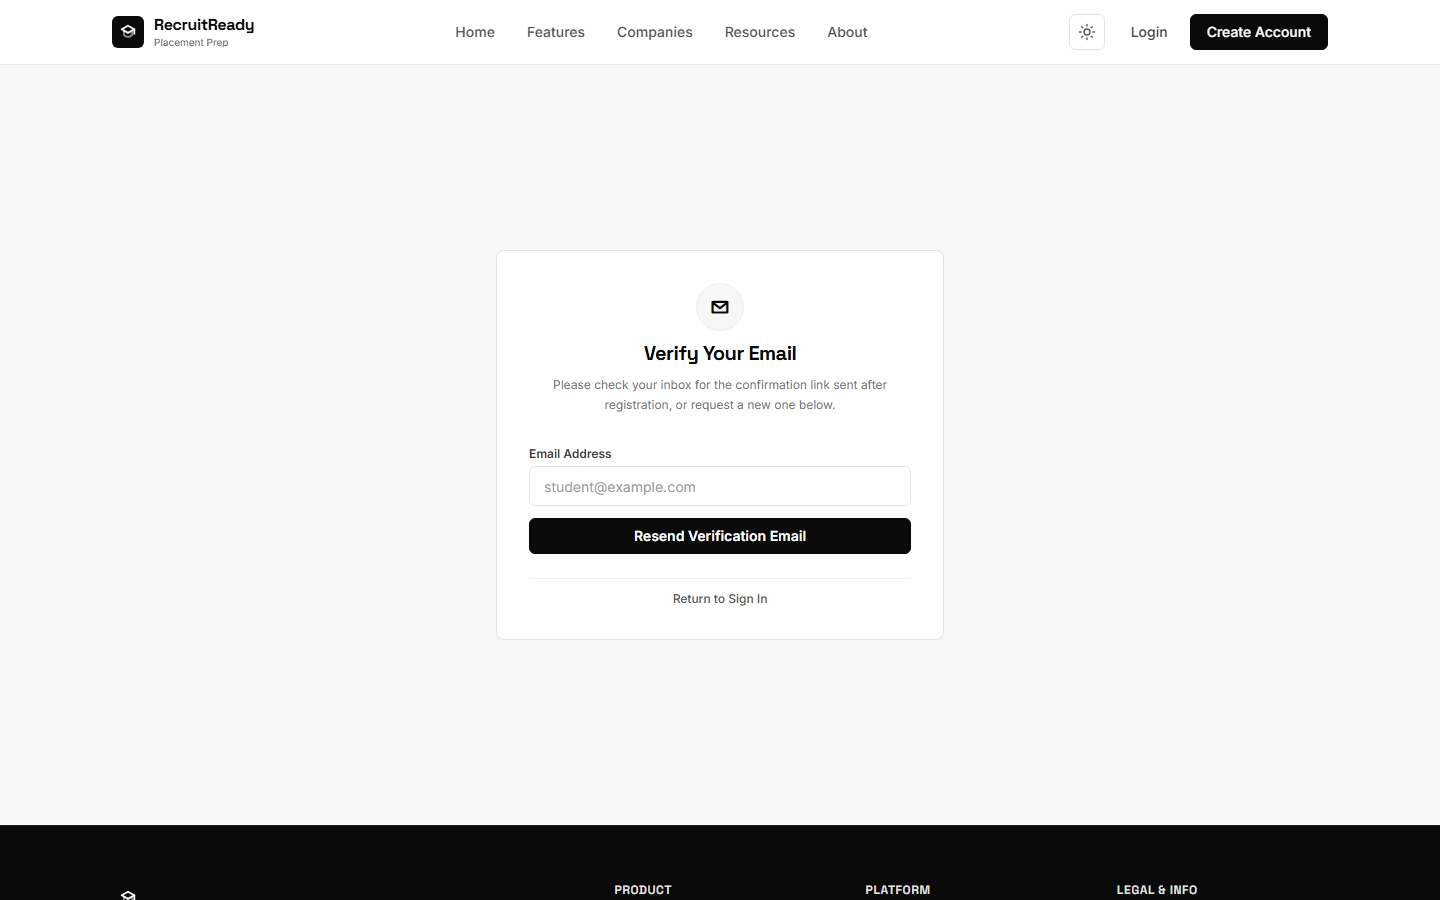 RecruitReady
Placement Prep
Home
Features
Companies
Resources
About
Login
Create Account
Verify Your Email
Please check your inbox for the confirmation link sent after
registration, or request a new one below.
Email Address
student@example.com
Resend Verification Email
Return to Sign In
PRODUCT
PLATFORM
LEGAL & INFO